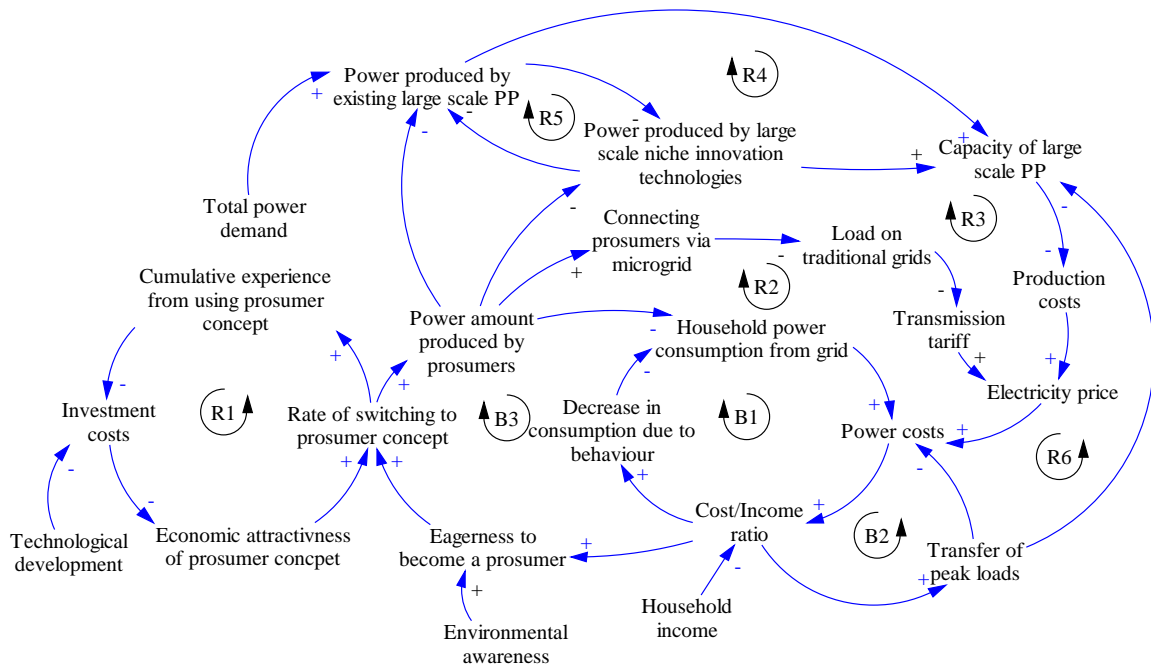 Power produced by
existing large scale PP
R4
R5
Power produced by large
scale niche innovation
technologies
Capacity of large
scale PP
Total power
demand
R3
Connecting
prosumers via
microgrid
Load on
traditional grids
Cumulative experience
from using prosumer
concept
R2
Production
costs
Power amount
produced by
prosumers
Household power
consumption from grid
Transmission
tariff
Investment
costs
R1
Rate of switching to
prosumer concept
B3
Decrease in
consumption due to
behaviour
B1
Electricity price
Power costs
R6
Technological
development
Economic attractivness
of prosumer concpet
Eagerness to
become a prosumer
Cost/Income
ratio
B2
Transfer of
peak loads
Environmental
awareness
Household
income
+
-
-
-
-
-
+
+
-
+
-
-
-
+
+
-
+
+
-
-
+
+
+
-
-
+
+
+
+
+
-
+
-
+
+
-